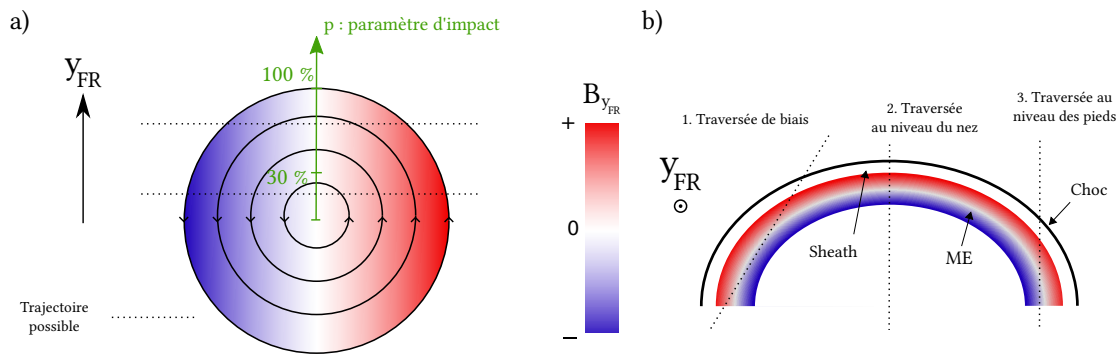 a)
p : paramètre d'impact
y_FR
100 %
30 %
Trajectoire
possible
B_y_FR
+
0
−
b)
1. Traversée de biais
2. Traversée
au niveau du nez
3. Traversée au
niveau des pieds
y_FR
Choc
Sheath
ME